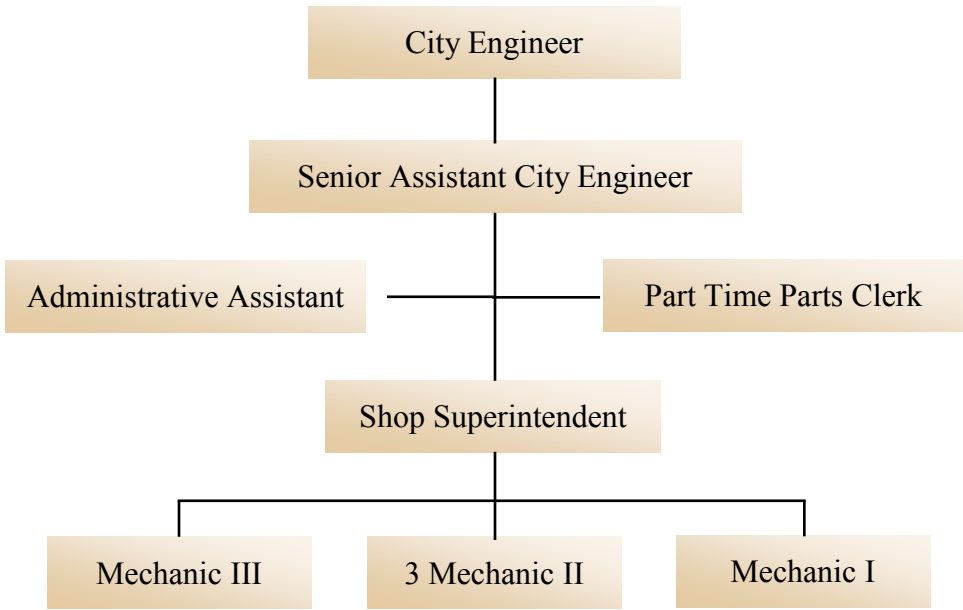 City Engineer
Senior Assistant City Engineer
Administrative Assistant
Part Time Parts Clerk
Shop Superintendent
Mechanic III
3 Mechanic II
Mechanic I